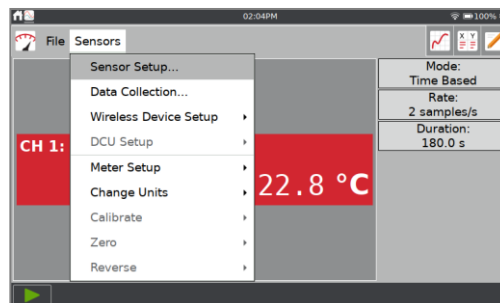 02:04PM
100%
File Sensors
X Y
Sensor Setup...
Data Collection...
Wireless Device Setup
DCU Setup
Meter Setup
Change Units
Calibrate
Zero
Reverse
CH 1:
22.8 °C
Mode:
Time Based
Rate:
2 samples/s
Duration:
180.0 s